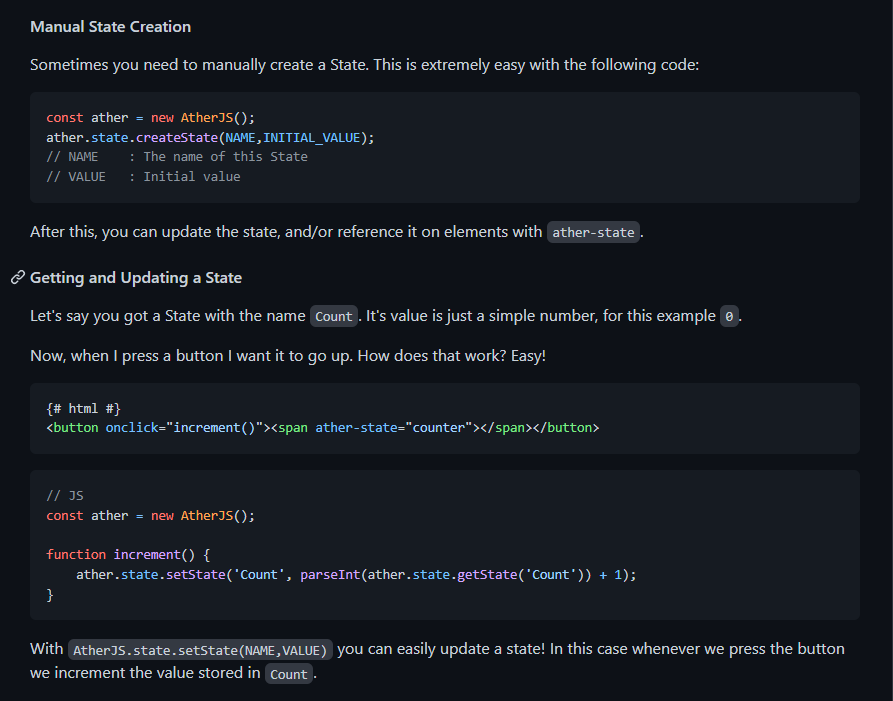 Manual State Creation
Sometimes you need to manually create a State. This is extremely easy with the following code:
const ather = new AtherJS();
ather.state.createState(NAME,INITIAL_VALUE);
// NAME    : The name of this State
// VALUE   : Initial value
After this, you can update the state, and/or reference it on elements with ather-state.
Getting and Updating a State
Let's say you got a State with the name Count. It's value is just a simple number, for this example 0.
Now, when I press a button I want it to go up. How does that work? Easy!
{# html #}
<button onclick="increment()"><span ather-state="counter"></span></button>
// JS
const ather = new AtherJS();
function increment() {
    ather.state.setState('Count', parseInt(ather.state.getState('Count')) + 1);
}
With AtherJS.state.setState(NAME,VALUE) you can easily update a state! In this case whenever we press the button
we increment the value stored in Count.